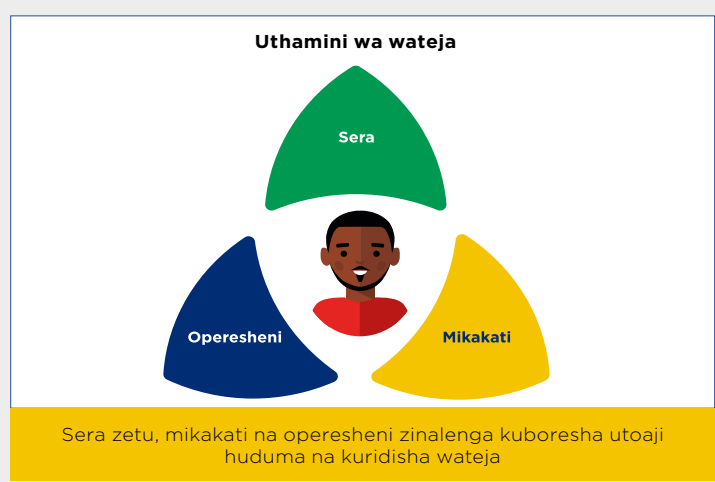 Uthamini wa wateja
Sera
Operesheni
Mikakati
Sera zetu, mikakati na operesheni zinalenga kuboresha utoaji
huduma na kuridisha wateja